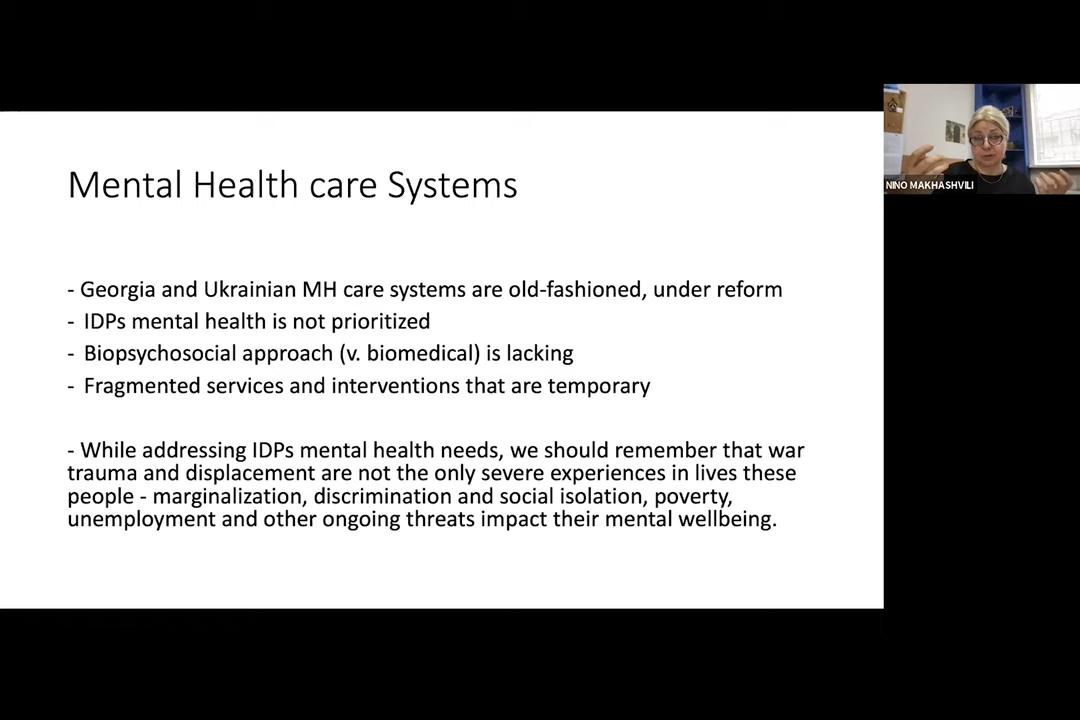 Mental Health care Systems
- Georgia and Ukrainian MH care systems are old-fashioned, under reform
- IDPs mental health is not prioritized
- Biopsychosocial approach (v. biomedical) is lacking
- Fragmented services and interventions that are temporary
- While addressing IDPs mental health needs, we should remember that war
trauma and displacement are not the only severe experiences in lives these
people - marginalization, discrimination and social isolation, poverty,
unemployment and other ongoing threats impact their mental wellbeing.
NINO MAKHASHVILI